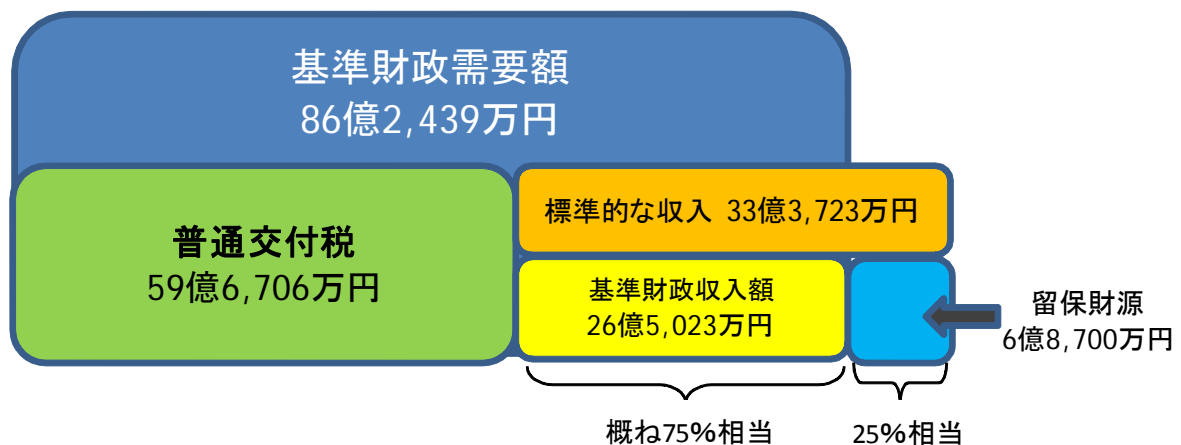 基準財政需要額
86億2,439万円
普通交付税
59億6,706万円
標準的な収入 33億3,723万円
基準財政収入額
26億5,023万円
留保財源
6億8,700万円
概ね75%相当
25%相当